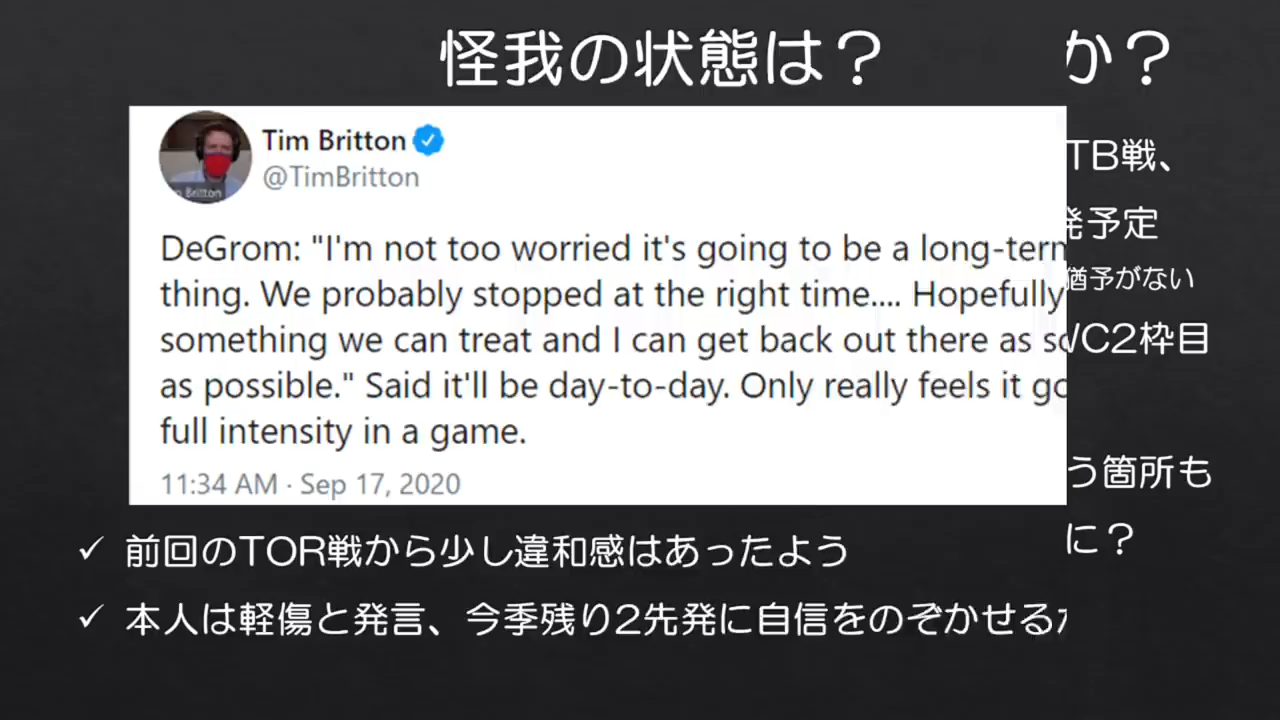 怪我の状態は？
か？
Tim Britton
@TimBritton
Britton
DeGrom: "I'm not too worried it's going to be a long-term
thing. We probably stopped at the right time.... Hopefully
something we can treat and I can get back out there as
as possible." Said it'll be day-to-day. Only really feels it
full intensity in a game.
11:34 AM · Sep 17, 2020
TB戦、
発予定
猶予がない
WC2枠目
う箇所も
に？
前回のTOR戦から少し違和感はあったよう
本人は軽傷と発言、今季残り2先発に自信をのぞかせる